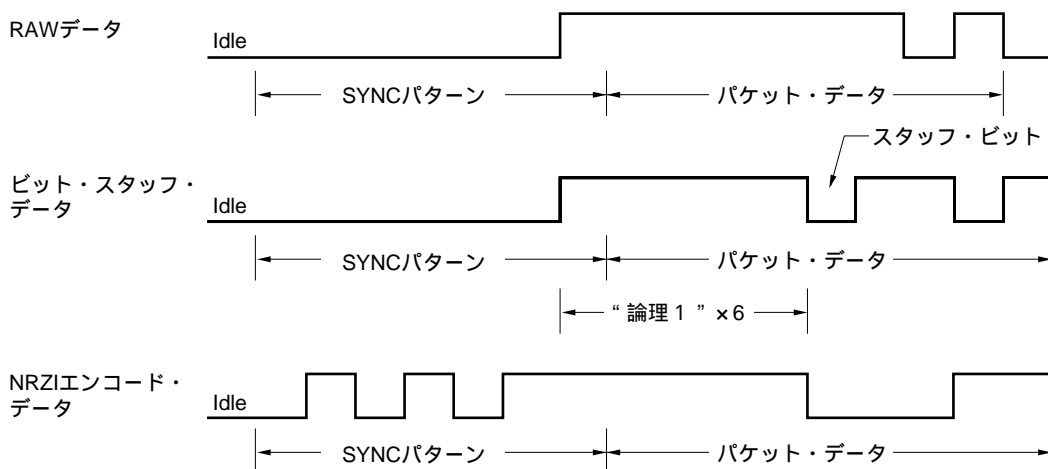 RAWデータ
Idle
SYNCパターン
パケット・データ
スタッフ・ビット
ビット・スタッフ・
データ
Idle
SYNCパターン
パケット・データ
“論理1”×6
NRZIエンコード・
データ
Idle
SYNCパターン
パケット・データ